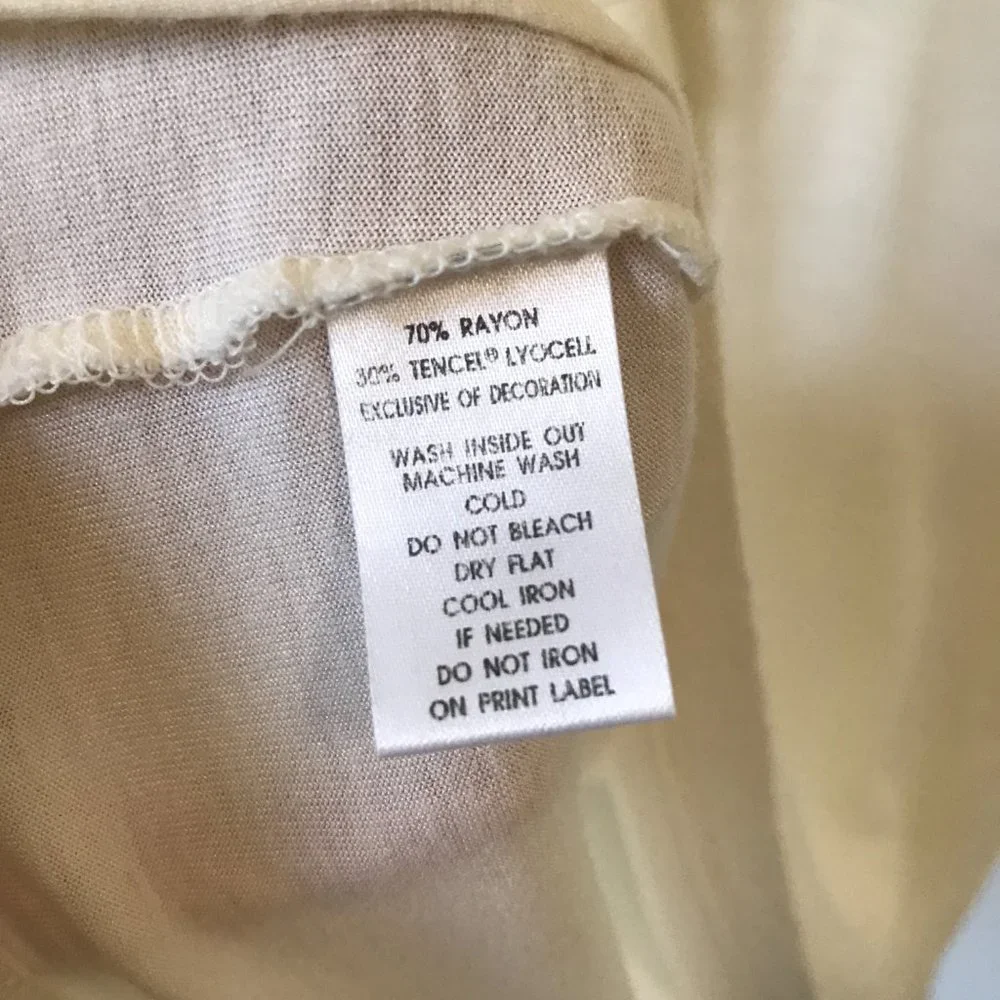 70% RAYON
30% TENCEL® LYOCELL
EXCLUSIVE OF DECORATION
WASH INSIDE OUT
MACHINE WASH
COLD
DO NOT BLEACH
DRY FLAT
COOL IRON
IF NEEDED
DO NOT IRON
ON PRINT LABEL